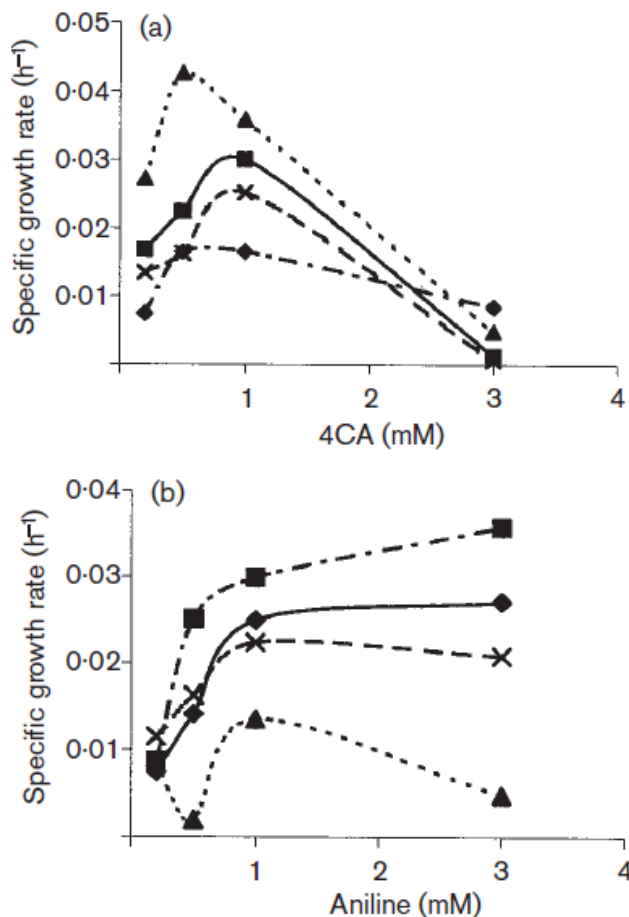 (a)
0·05
0·04
0·03
0·02
0·01
Specific growth rate (h⁻¹)
1 2 3 4
4CA (mM)
(b)
0·04
0·03
0·02
0·01
Specific growth rate (h⁻¹)
1 2 3 4
Aniline (mM)